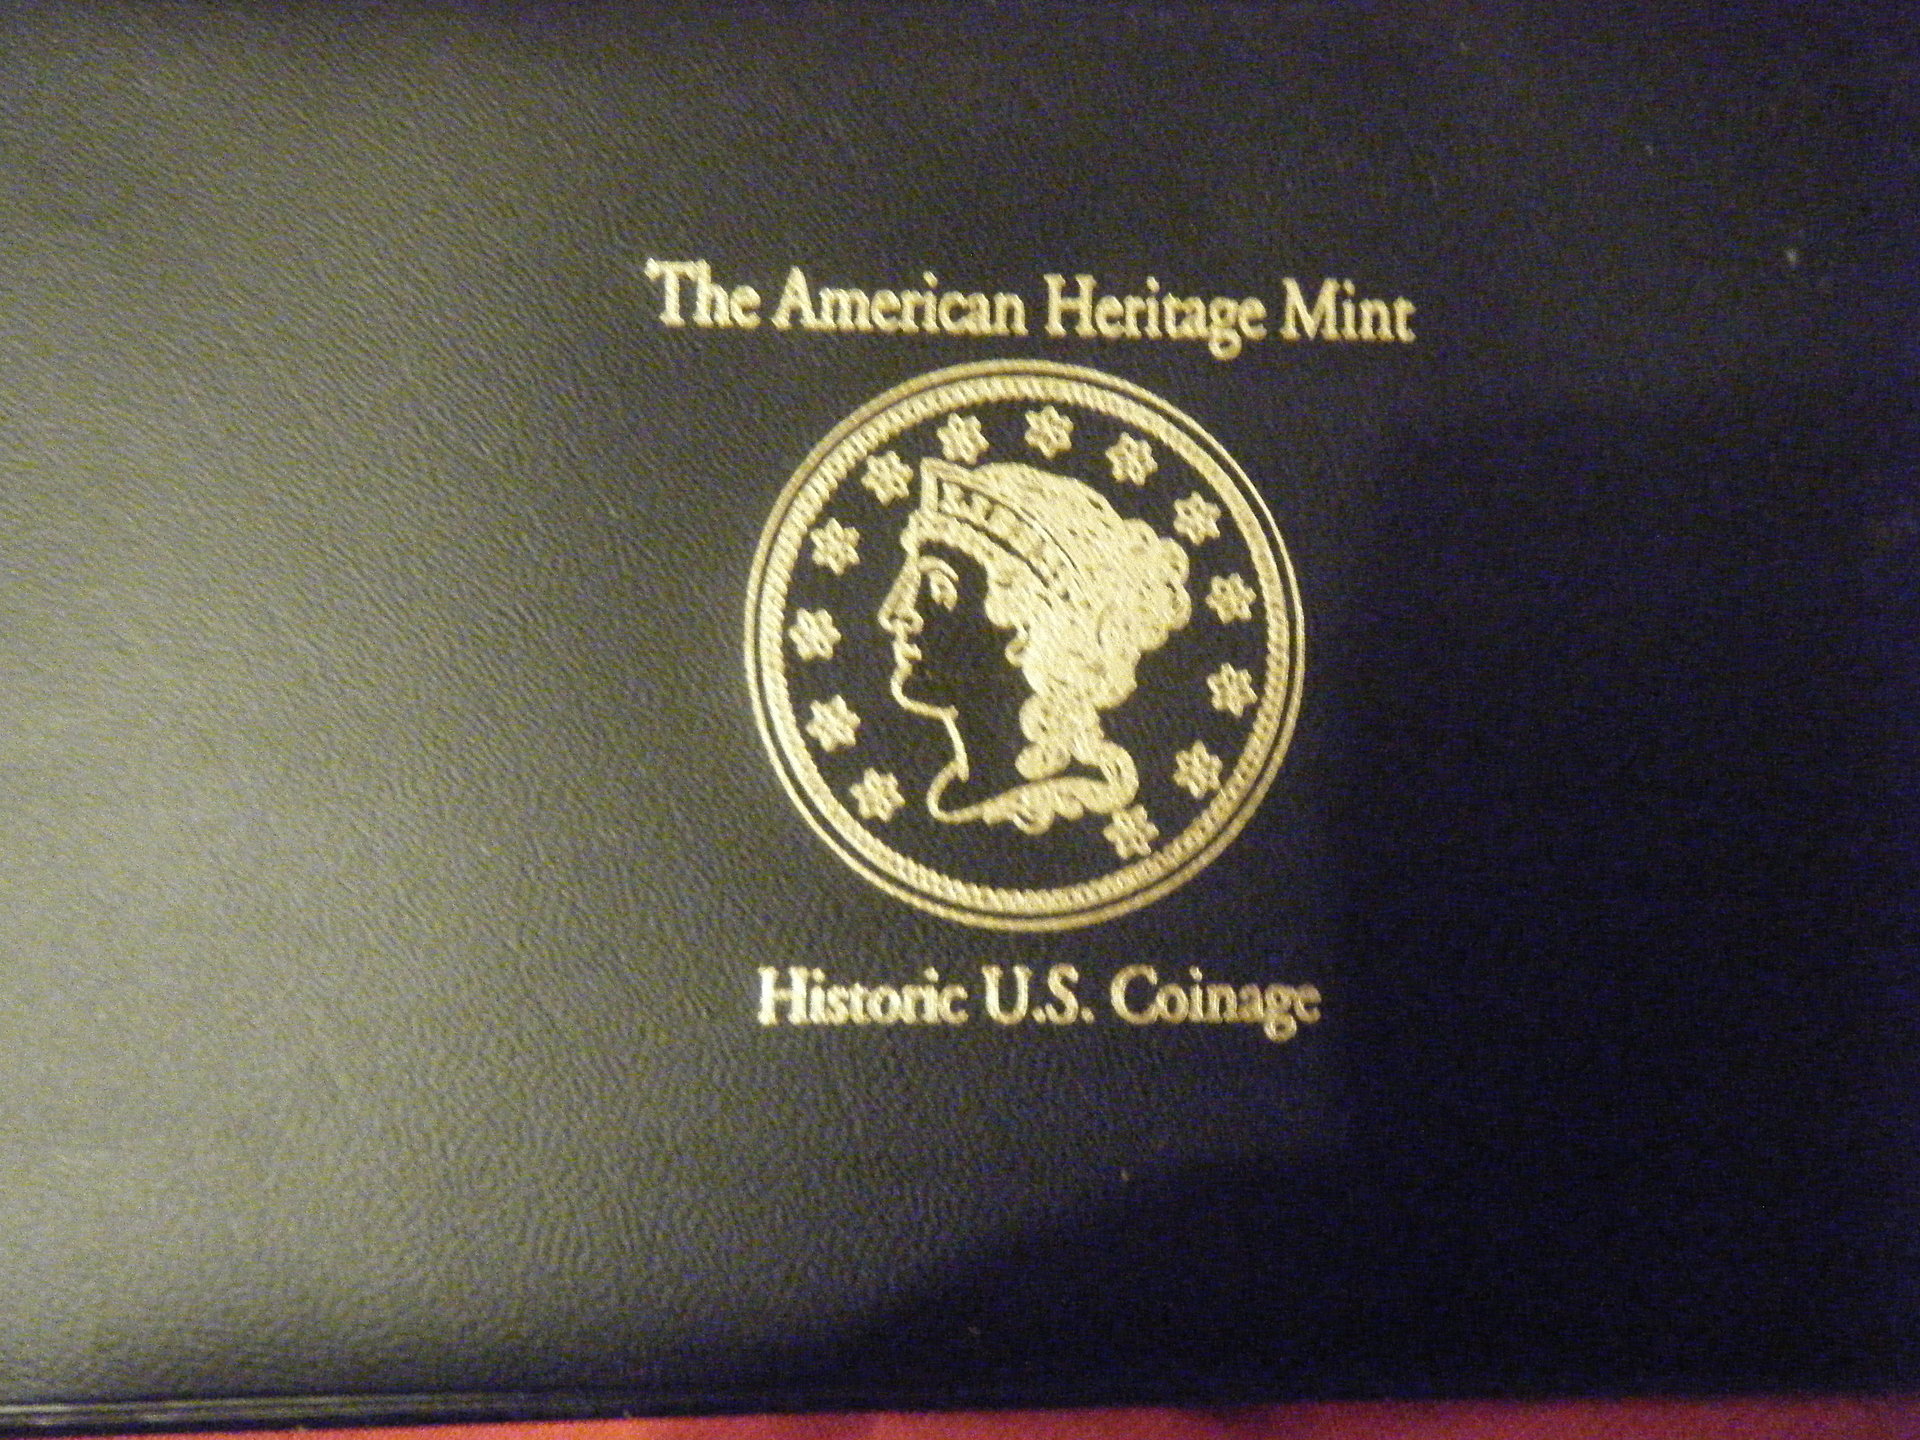 The American Heritage Mint
Historic U.S. Coinage